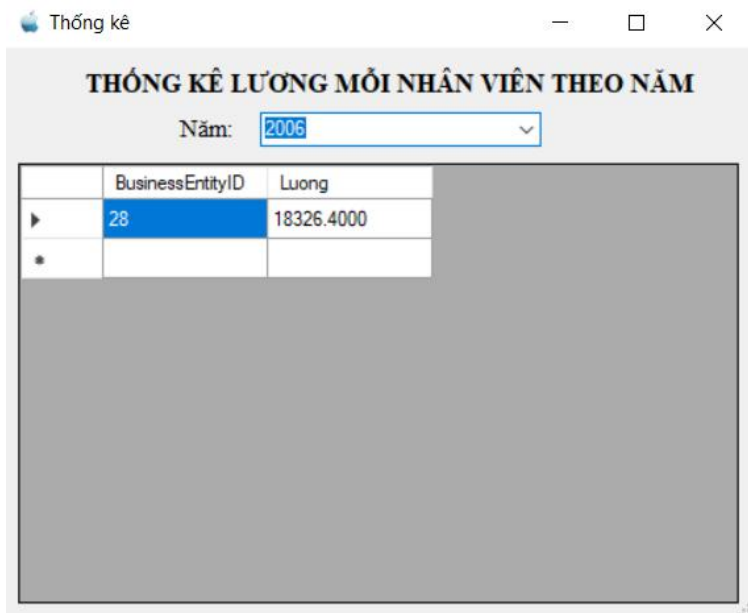 Thống kê
THỐNG KÊ LƯƠNG MỖI NHÂN VIÊN THEO NĂM
Năm: 2006
BusinessEntityID Luong
28 18326.4000